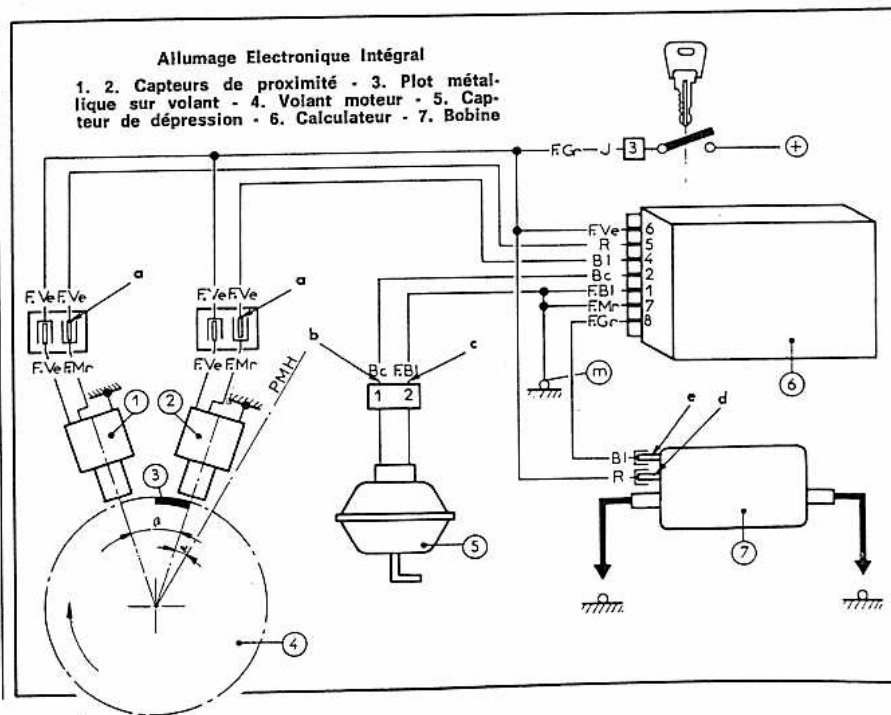 Allumage Electronique Intégral
1. 2. Capteurs de proximité - 3. Plot métal-
lique sur volant - 4. Volant moteur - 5. Cap-
teur de dépression - 6. Calculateur - 7. Bobine
F.Gr J 3 +
F.Ve 6
R 5
Bl 4
Bc 2
F.Bl 1
F.Mr 7
F.Gr 8
6
a
F.Ve F.Ve
F.Ve F.Mr
1
a
F.Ve F.Ve
F.Ve F.Mr
2
PMH
3
4
b c
Bc F.Bl
1 2
5
m
e d
Bl
R
7